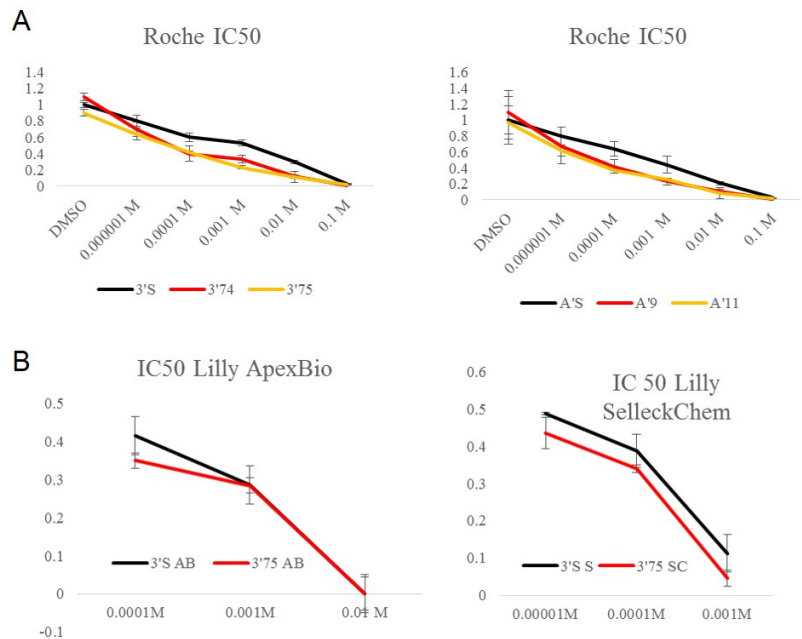 A
Roche IC50
1.4
1.2
1
0.8
0.6
0.4
0.2
0
DMSO
0.000001 M
0.0001 M
0.001 M
0.01 M
0.1 M
3'S 3'74 3'75
Roche IC50
1.6
1.4
1.2
1
0.8
0.6
0.4
0.2
0
DMSO
0.000001 M
0.0001 M
0.001 M
0.01 M
0.1 M
A'S A'9 A'11
B
IC50 Lilly ApexBio
0.5
0.4
0.3
0.2
0.1
0
-0.1
3'S AB 3'75 AB
0.0001M 0.001M 0.01 M
IC 50 Lilly
SelleckChem
0.6
0.5
0.4
0.3
0.2
0.1
0
3'S S 3'75 SC
0.00001M 0.0001M 0.001M